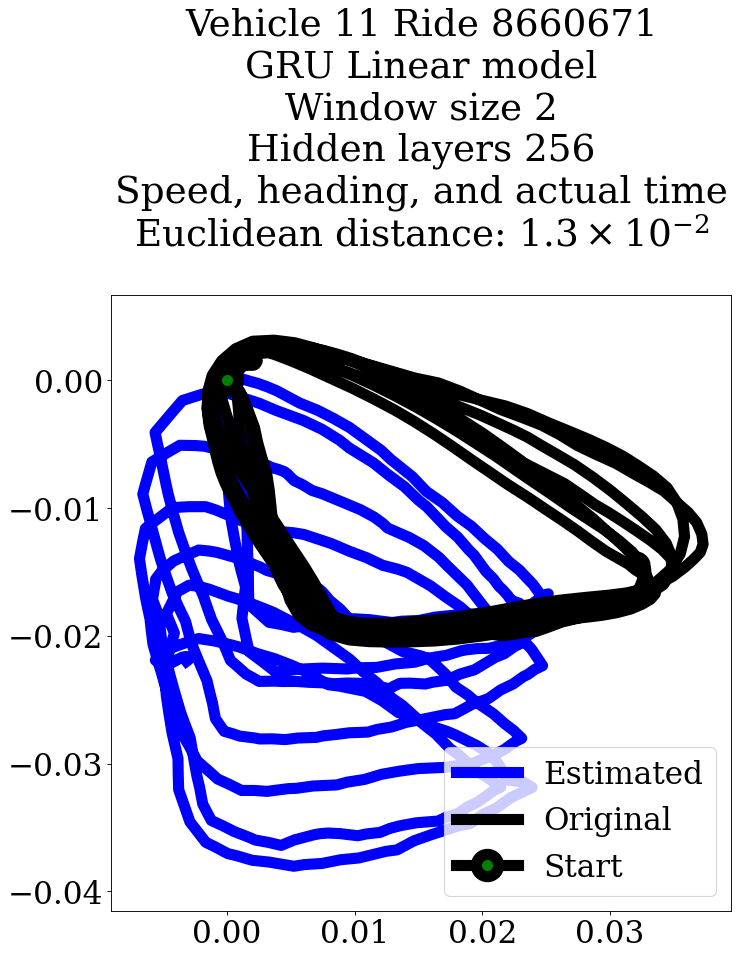 Vehicle 11 Ride 8660671
GRU Linear model
Window size 2
Hidden layers 256
Speed, heading, and actual time
Euclidean distance: 1.3 × 10⁻²
0.00
−0.01
−0.02
−0.03
−0.04
Estimated
Original
Start
0.00 0.01 0.02 0.03